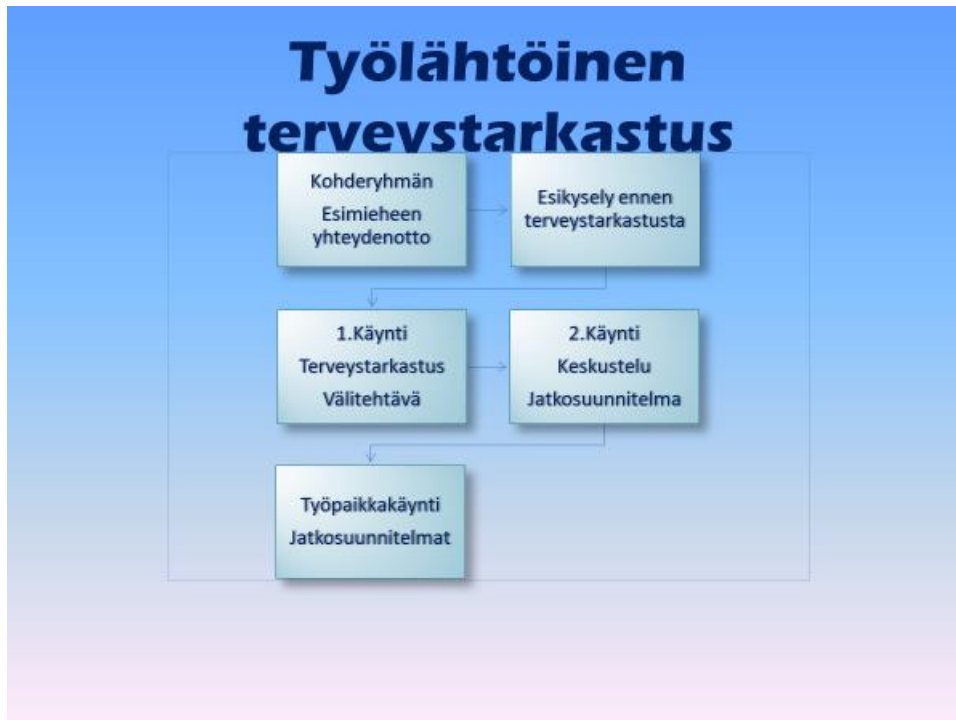 Työlähtöinen
terveystarkastus
Kohderyhmän
Esimieheen
yhteydenotto
Esikysely ennen
terveystarkastusta
1.Käynti
Terveystarkastus
Välitehtävä
2.Käynti
Keskustelu
Jatkosuunnitelma
Työpaikkakäynti
Jatkosuunnitelmat